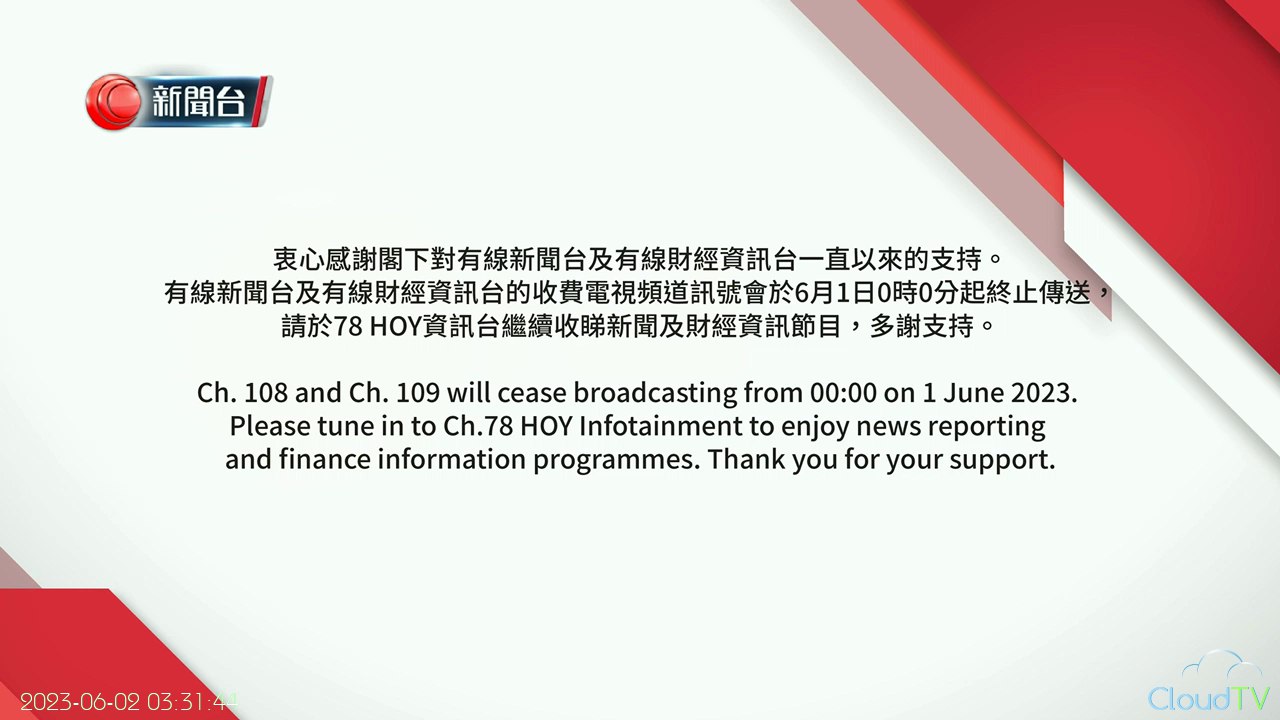 新聞台
衷心感謝閣下對有線新聞台及有線財經資訊台一直以來的支持。
有線新聞台及有線財經資訊台的收費電視頻道訊號會於6月1日0時0分起終止傳送，
請於78 HOY資訊台繼續收睇新聞及財經資訊節目，多謝支持。
Ch. 108 and Ch. 109 will cease broadcasting from 00:00 on 1 June 2023.
Please tune in to Ch.78 HOY Infotainment to enjoy news reporting
and finance information programmes. Thank you for your support.
2023-06-02 03:31:44
CloudTV